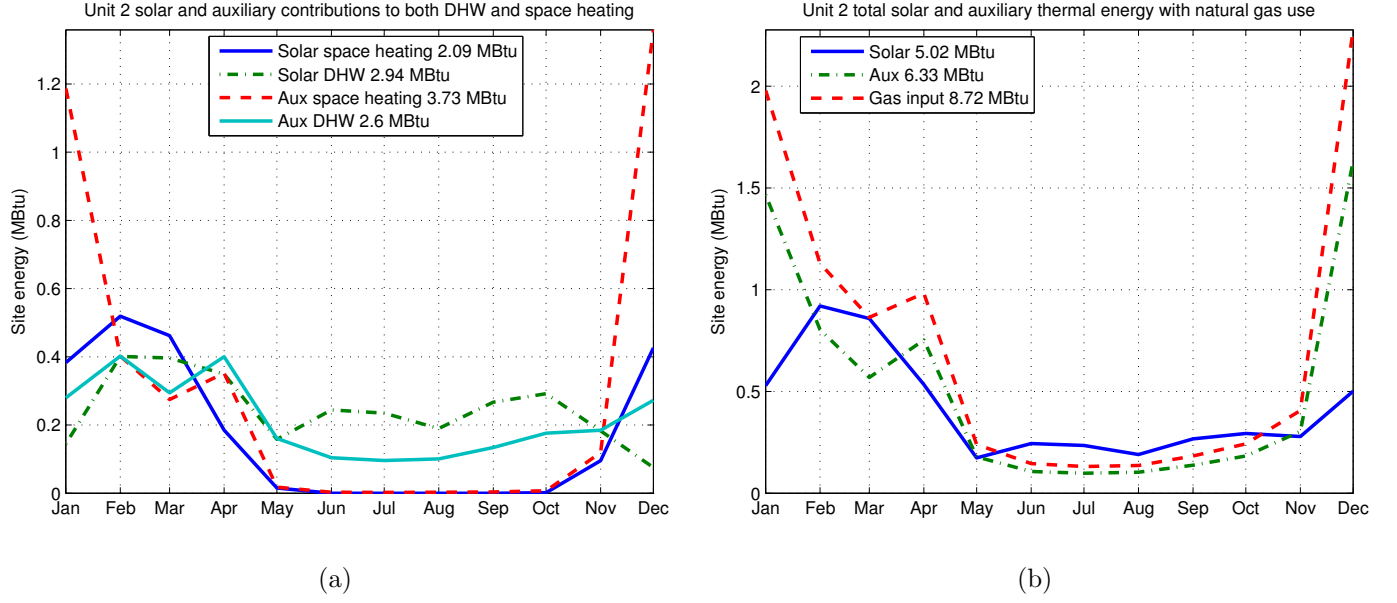 Unit 2 solar and auxiliary contributions to both DHW and space heating
Solar space heating 2.09 MBtu
Solar DHW 2.94 MBtu
Aux space heating 3.73 MBtu
Aux DHW 2.6 MBtu
Site energy (MBtu)
1.2
1
0.8
0.6
0.4
0.2
0
Jan Feb Mar Apr May Jun Jul Aug Sep Oct Nov Dec
(a)
Unit 2 total solar and auxiliary thermal energy with natural gas use
Solar 5.02 MBtu
Aux 6.33 MBtu
Gas input 8.72 MBtu
Site energy (MBtu)
2
1.5
1
0.5
0
Jan Feb Mar Apr May Jun Jul Aug Sep Oct Nov Dec
(b)